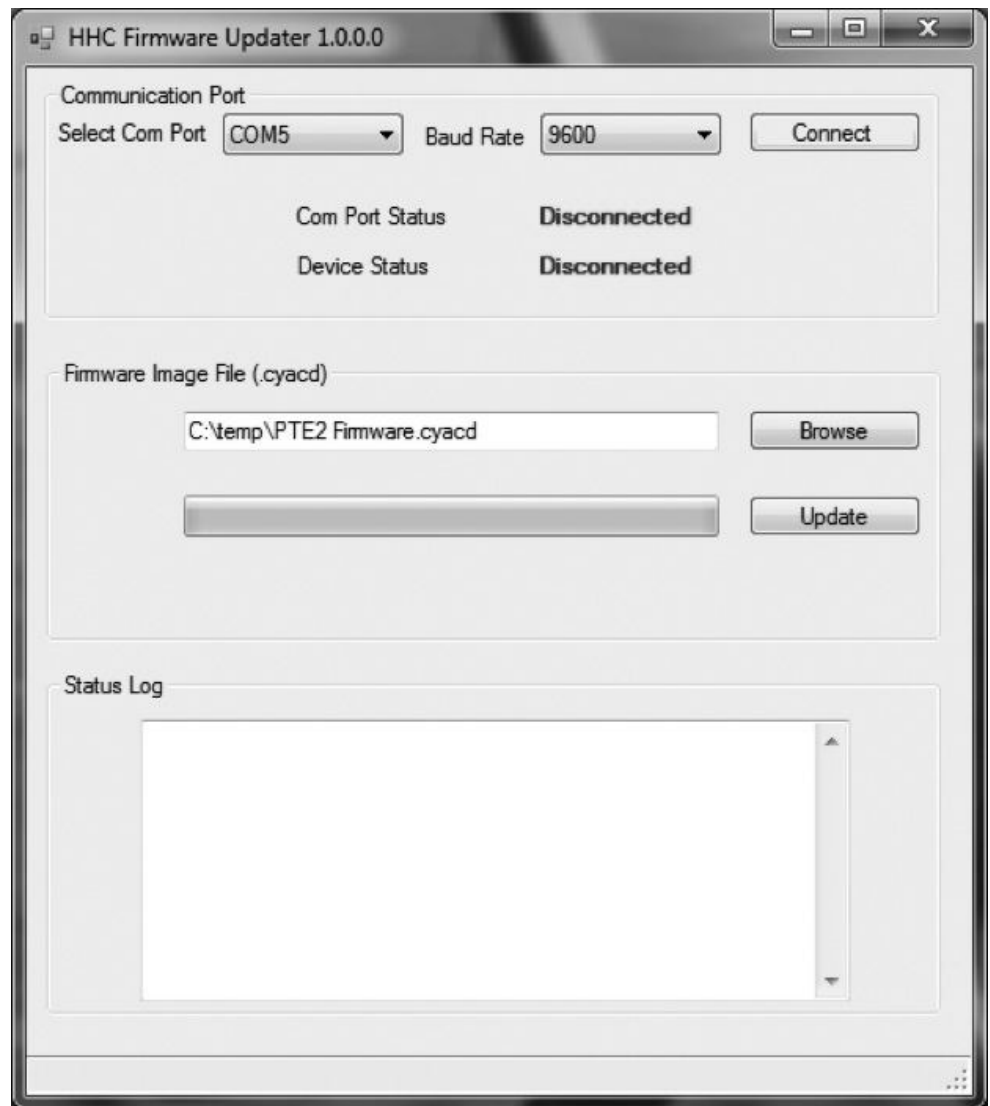 HHC Firmware Updater 1.0.0.0
Communication Port
Select Com Port COM5 Baud Rate 9600 Connect
Com Port Status Disconnected
Device Status Disconnected
Firmware Image File (.cyacd)
C:\temp\PTE2 Firmware.cyacd Browse
Update
Status Log